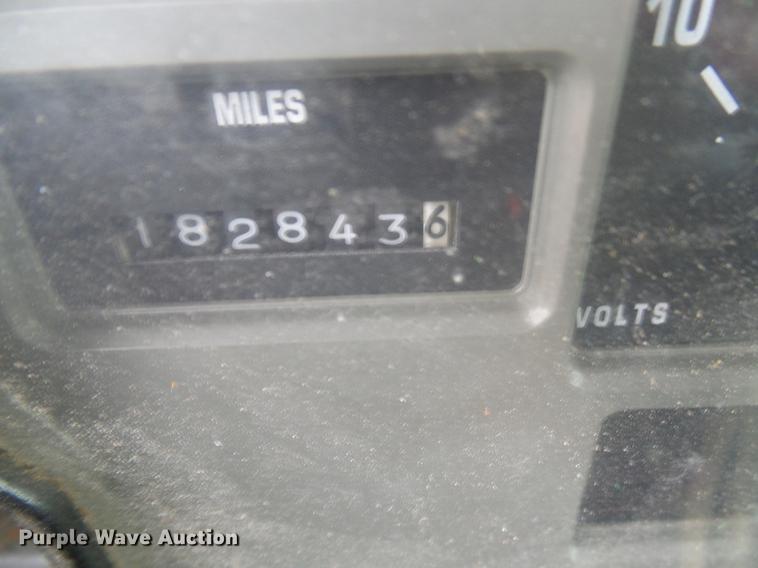 10
MILES
1828436
VOLTS
Purple Wave Auction